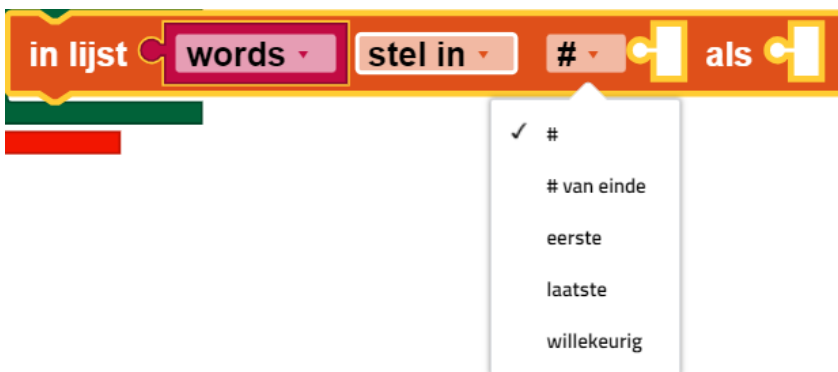 in lijst words stel in # als
#
# van einde
eerste
laatste
willekeurig